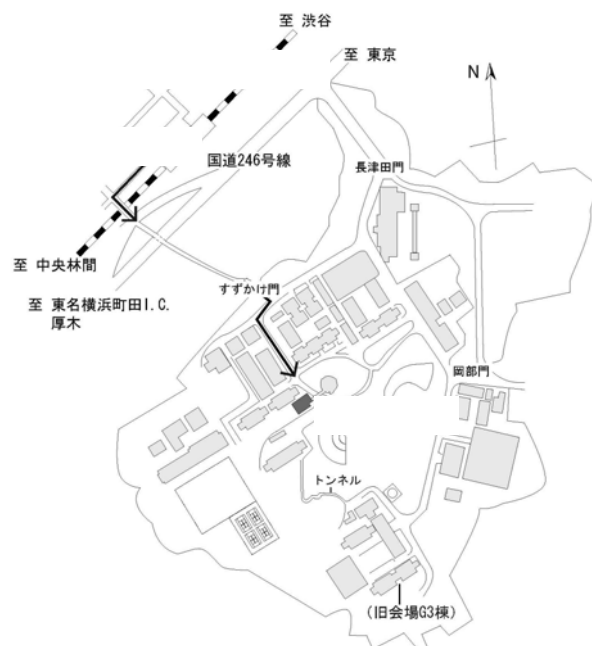 至 渋谷
至 東京
N
国道246号線
長津田門
至 中央林間
すずかけ門
至 東名横浜町田I.C.
厚木
岡部門
トンネル
(旧会場G3棟)